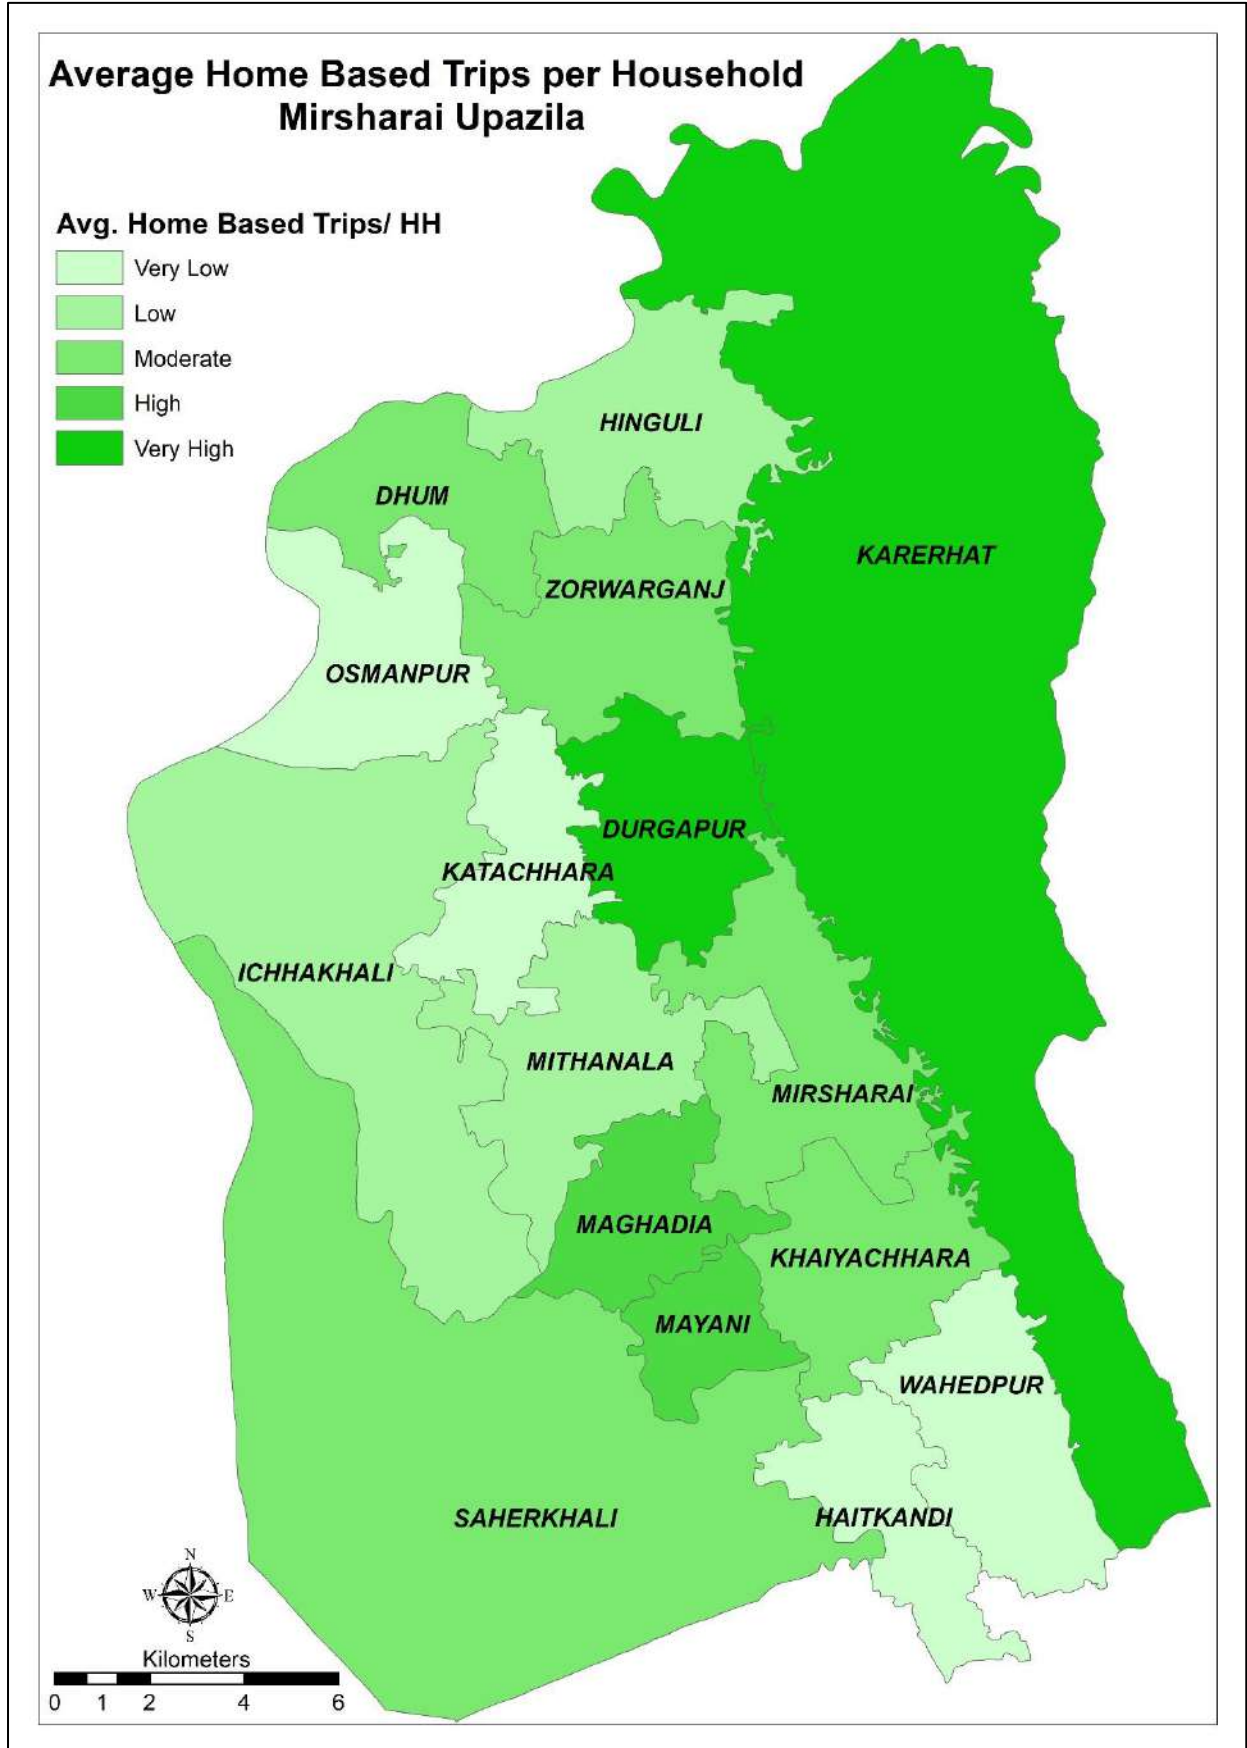 Average Home Based Trips per Household
Mirsharai Upazila
Avg. Home Based Trips/ HH
Very Low
Low
Moderate
High
Very High
HINGULI
DHUM
KARERHAT
ZORWARGANJ
OSMANPUR
DURGAPUR
KATACHHARA
ICHHAKHALI
MITHANALA
MIRSHARAI
MAGHADIA
KHAIYACHHARA
MAYANI
WAHEDPUR
SAHERKHALI
HAITKANDI
N
W E
S
Kilometers
0 1 2 4 6